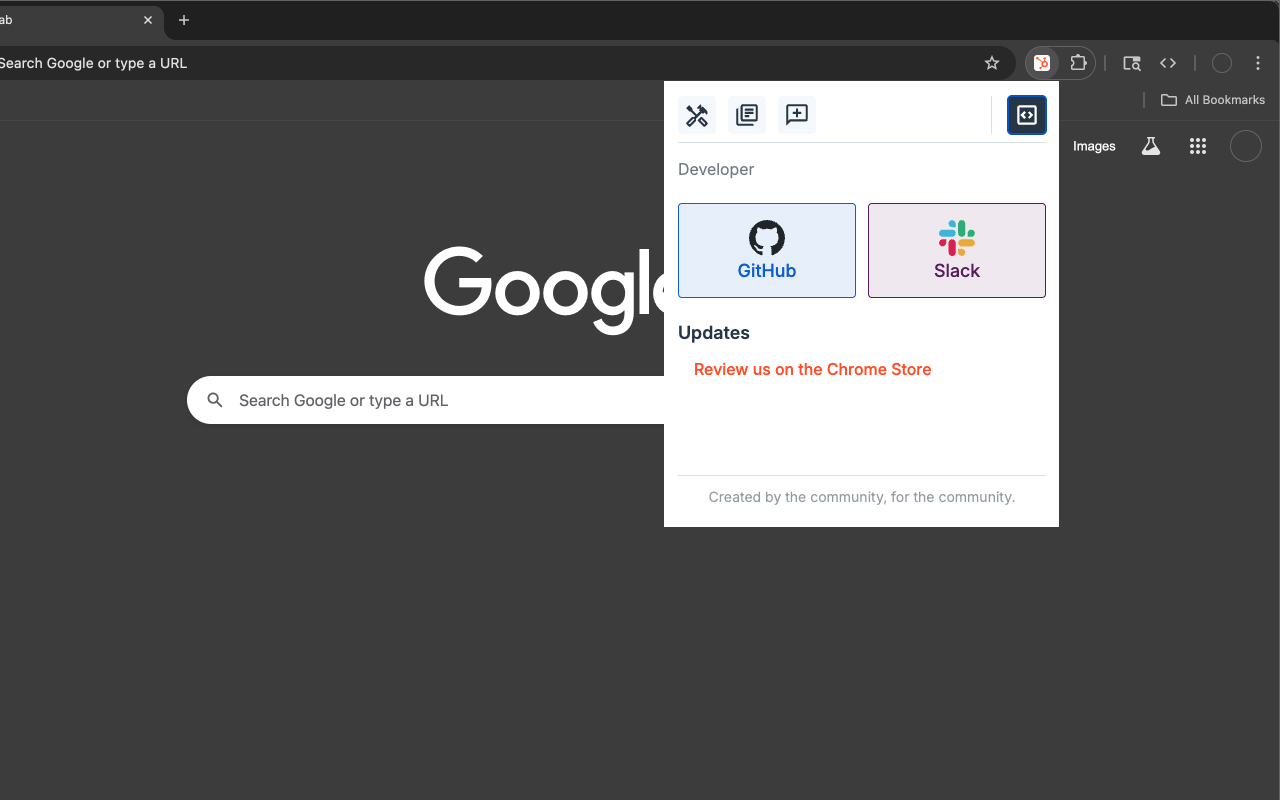 ab
Search Google or type a URL
All Bookmarks
Images
Developer
GitHub
Slack
Google
Updates
Review us on the Chrome Store
Search Google or type a URL
Created by the community, for the community.